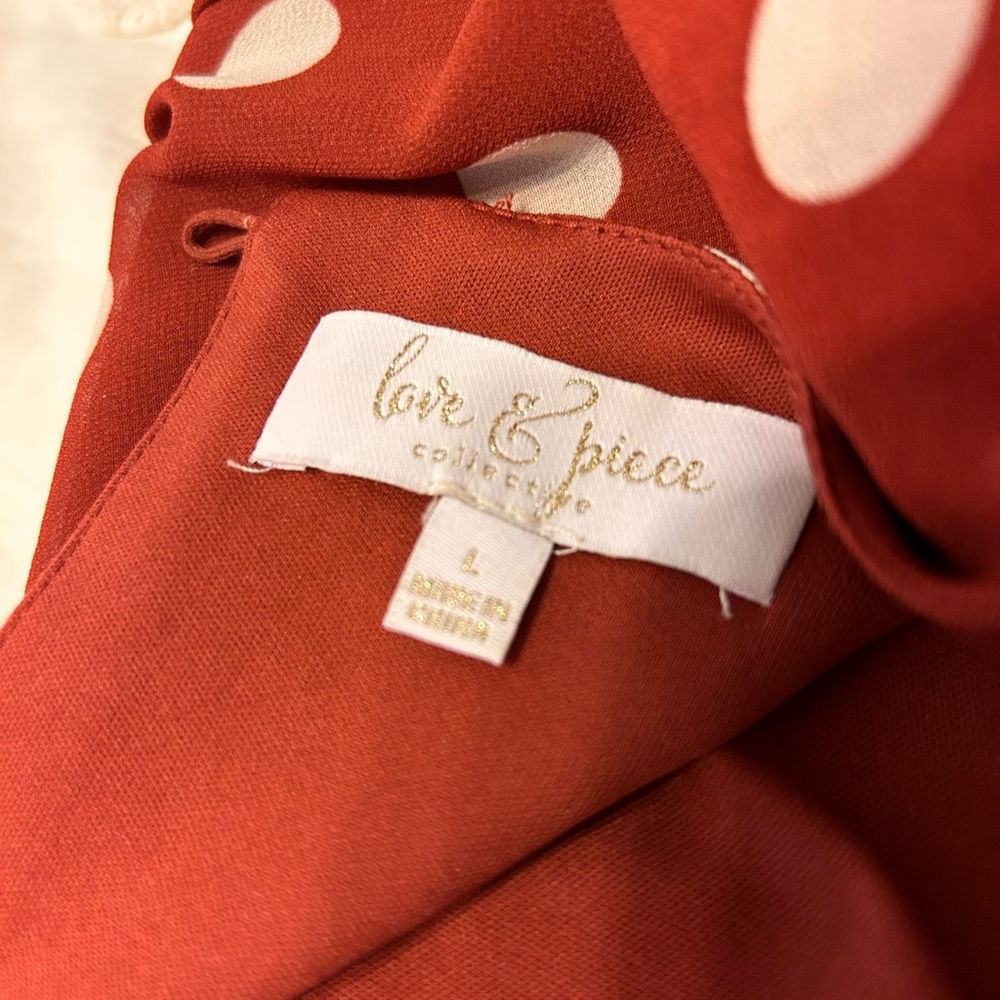 love & piece
collective
L
MADE IN
CHINA